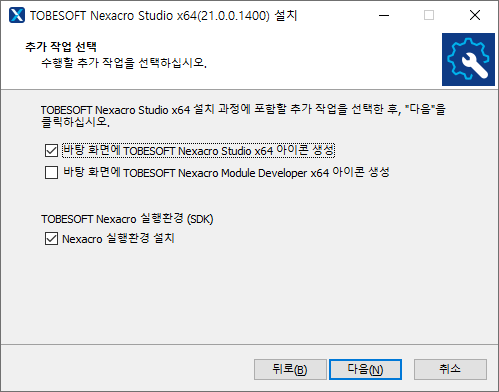 TOBESOFT Nexacro Studio x64(21.0.0.1400) 설치
추가 작업 선택
수행할 추가 작업을 선택하십시오.
TOBESOFT Nexacro Studio x64 설치 과정에 포함할 추가 작업을 선택한 후, "다음"을
클릭하십시오.
바탕 화면에 TOBESOFT Nexacro Studio x64 아이콘 생성
바탕 화면에 TOBESOFT Nexacro Module Developer x64 아이콘 생성
TOBESOFT Nexacro 실행환경 (SDK)
Nexacro 실행환경 설치
뒤로(B) 다음(N) 취소